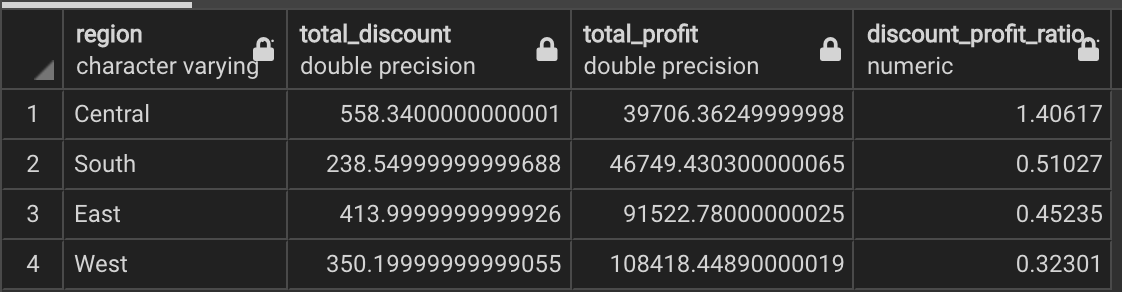 region total_discount total_profit discount_profit_ratio
character varying double precision double precision numeric
1 Central 558.3400000000001 39706.36249999998 1.40617
2 South 238.54999999999688 46749.430300000065 0.51027
3 East 413.9999999999926 91522.78000000025 0.45235
4 West 350.19999999999055 108418.44890000019 0.32301